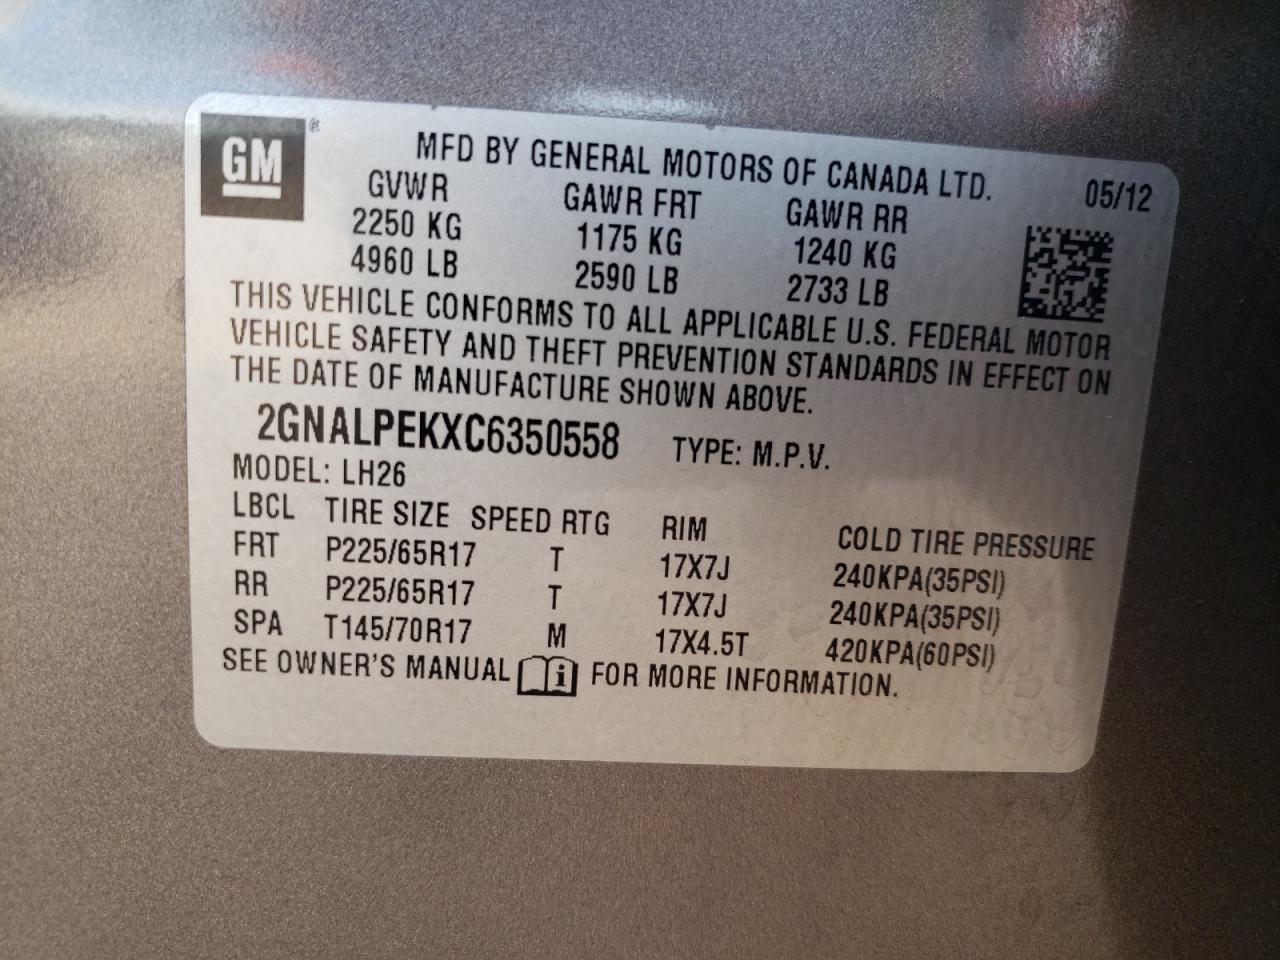 GM ®
MFD BY GENERAL MOTORS OF CANADA LTD. 05/12
GVWR GAWR FRT GAWR RR
2250 KG 1175 KG 1240 KG
4960 LB 2590 LB 2733 LB
THIS VEHICLE CONFORMS TO ALL APPLICABLE U.S. FEDERAL MOTOR
VEHICLE SAFETY AND THEFT PREVENTION STANDARDS IN EFFECT ON
THE DATE OF MANUFACTURE SHOWN ABOVE.
2GNALPEKXC6350558 TYPE: M.P.V.
MODEL: LH26
LBCL TIRE SIZE SPEED RTG RIM COLD TIRE PRESSURE
FRT P225/65R17 T 17X7J 240KPA(35PSI)
RR P225/65R17 T 17X7J 240KPA(35PSI)
SPA T145/70R17 M 17X4.5T 420KPA(60PSI)
SEE OWNER'S MANUAL i FOR MORE INFORMATION.